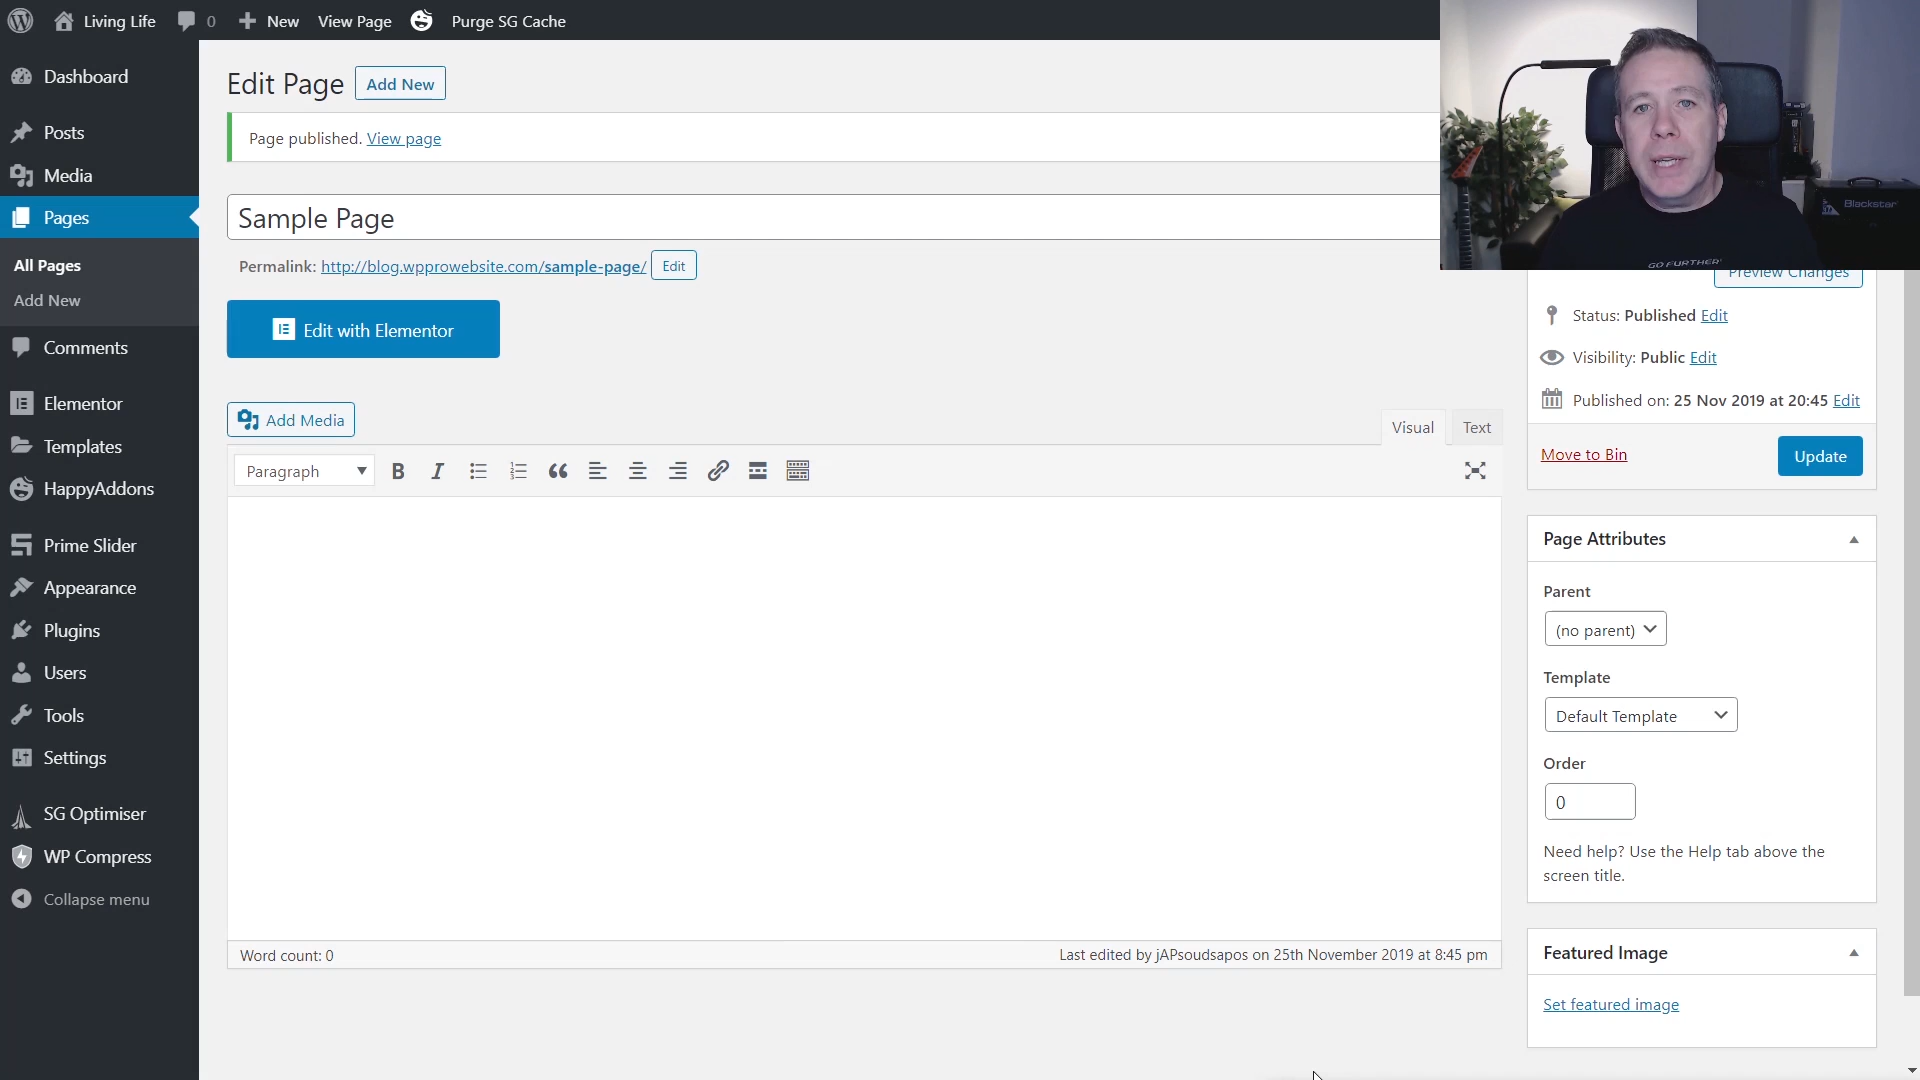 Living Life 0 New View Page Purge SG Cache
Dashboard
Posts
Media
Pages
All Pages
Add New
Comments
Elementor
Templates
HappyAddons
Prime Slider
Appearance
Plugins
Users
Tools
Settings
SG Optimiser
WP Compress
Collapse menu
Edit Page Add New
Page published. View page
Sample Page
Permalink: http://blog.wpprowebsite.com/sample-page/ Edit
Edit with Elementor
Add Media
Visual Text
Paragraph
Word count: 0
Last edited by jAPsoudsapos on 25th November 2019 at 8:45 pm
Blackstar
GO FURTHER
Preview Changes
Status: Published Edit
Visibility: Public Edit
Published on: 25 Nov 2019 at 20:45 Edit
Move to Bin Update
Page Attributes
Parent
(no parent)
Template
Default Template
Order
0
Need help? Use the Help tab above the
screen title.
Featured Image
Set featured image